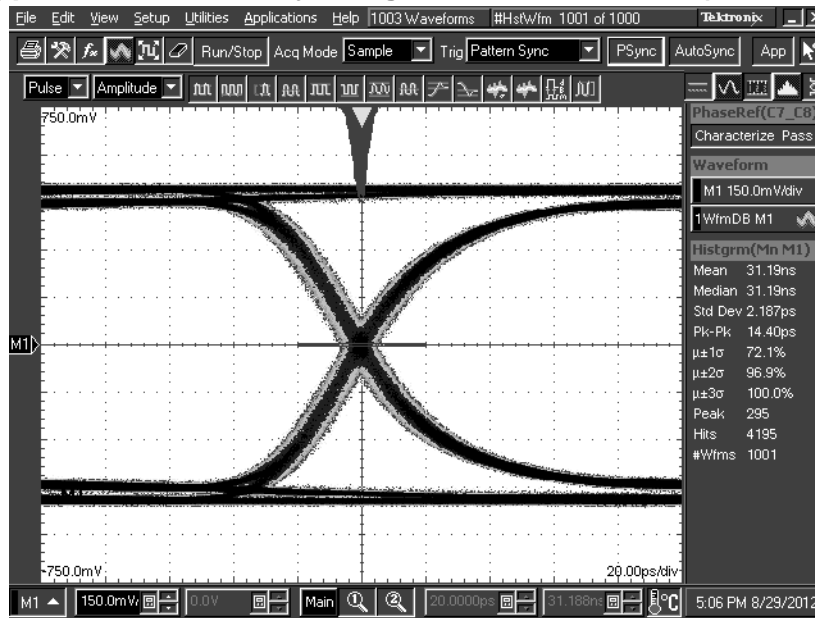 File Edit View Setup Utilities Applications Help 1003 Waveforms #HstWfm 1001 of 1000 Tektronix
Run/Stop Acq Mode Sample Trig Pattern Sync PSync AutoSync App
Pulse Amplitude
750.0mV
PhaseRef(C7_C8)
Characterize Pass
Waveform
M1 150.0mV/div
1WfmDB M1
Histgrm(Mn M1)
Mean 31.19ns
Median 31.19ns
Std Dev 2.187ps
Pk-Pk 14.40ps
M1
µ±1σ 72.1%
µ±2σ 96.9%
µ±3σ 100.0%
Peak 295
Hits 4195
#Wfms 1001
-750.0mV 20.00ps/div
M1 150.0mV/ 0.0V Main 1 2 20.0000ps 31.188ns °C 5:06 PM 8/29/2012